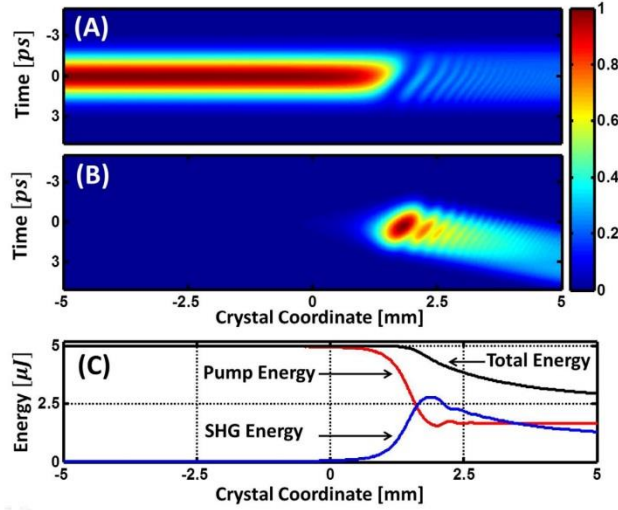 (A)
Time [ps]
-3
0
3
1
0.8
0.6
0.4
0.2
0
(B)
Time [ps]
-3
0
3
-5 -2.5 0 2.5 5
Crystal Coordinate [mm]
(C)
Energy [μJ]
5
2.5
0
Total Energy
Pump Energy
SHG Energy
-5 -2.5 0 2.5 5
Crystal Coordinate [mm]